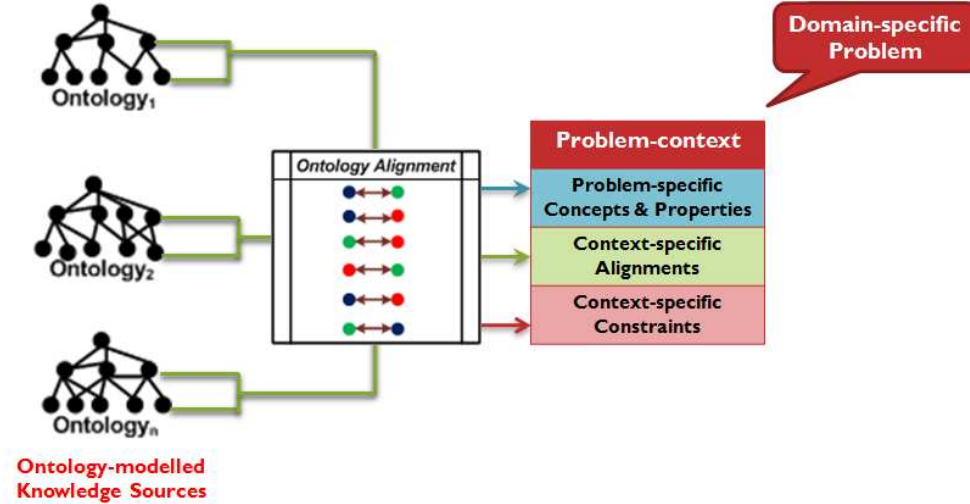 Ontology₁
Domain-specific
Problem
Ontology Alignment
Problem-context
Problem-specific
Concepts & Properties
Ontology₂
Context-specific
Alignments
Context-specific
Constraints
Ontologyₙ
Ontology-modelled
Knowledge Sources